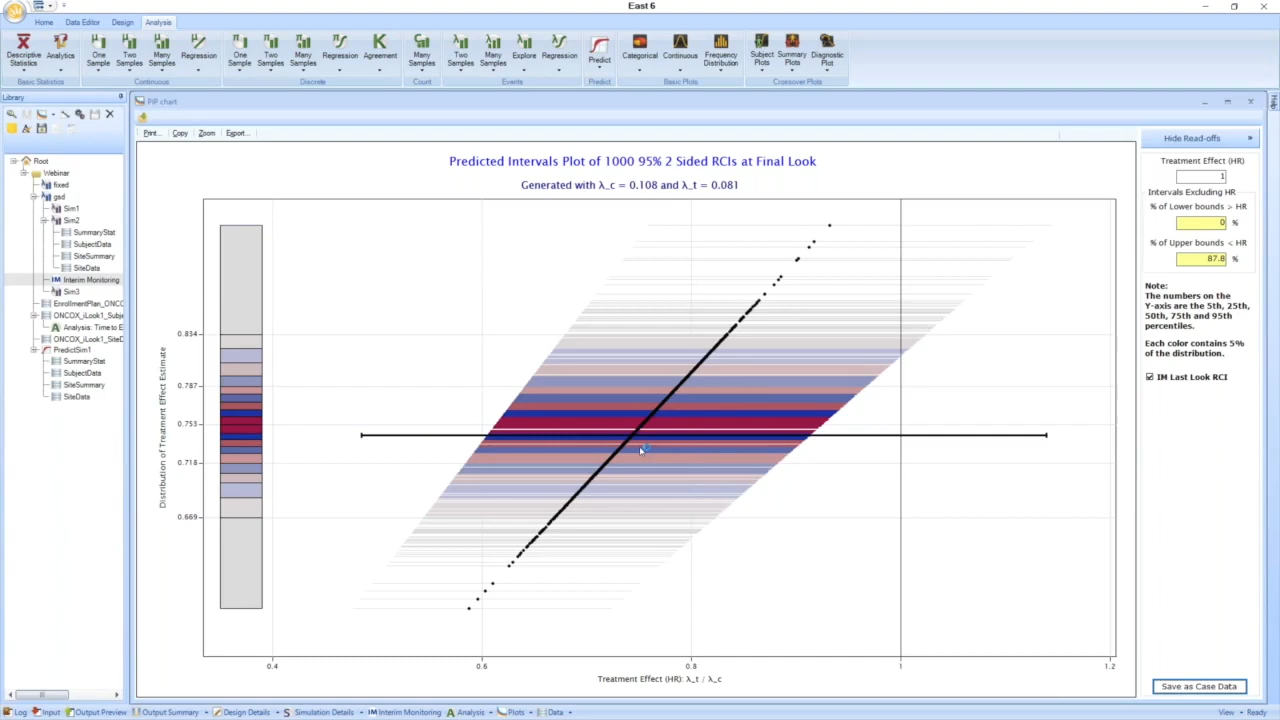 East 6
Home Data Editor Design Analysis
Descriptive Statistics Analytics One Sample Two Samples Many Samples Regression One Sample Two Samples Many Samples Regression Agreement Many Samples Two Samples Many Samples Explore Regression Predict Categorical Continuous Frequency Distribution Subject Plots Summary Plots Diagnostic Plot
Basic Statistics Continuous Discrete Count Events Predict Basic Plots Crossover Plots
Library
Root
Webinar
fixed
gsd
Sim1
Sim2
SummaryStat
SubjectData
SiteSummary
SiteData
IM Interim Monitoring
Sim3
EnrollmentPlan_ONCO
ONCOX_iLook1_Subje
Analysis: Time to E
ONCOX_iLook1_SiteD
PredictSim1
SummaryStat
SubjectData
SiteSummary
SiteData
PIP chart
Print... Copy Zoom Export...
Predicted Intervals Plot of 1000 95% 2 Sided RCIs at Final Look
Generated with λ_c = 0.108 and λ_t = 0.081
Distribution of Treatment Effect Estimate
0.834
0.787
0.753
0.718
0.669
0.4 0.6 0.8 1 1.2
Treatment Effect (HR): λ_t / λ_c
Help
Hide Read-offs »
Treatment Effect (HR)
1
Intervals Excluding HR
% of Lower bounds > HR
0 %
% of Upper bounds < HR
87.8 %
Note:
The numbers on the
Y-axis are the 5th, 25th,
50th, 75th and 95th
percentiles.
Each color contains 5%
of the distribution.
IM Last Look RCI
Save as Case Data
Log Input Output Preview Output Summary Design Details Simulation Details IM Interim Monitoring Analysis Plots Data View Ready